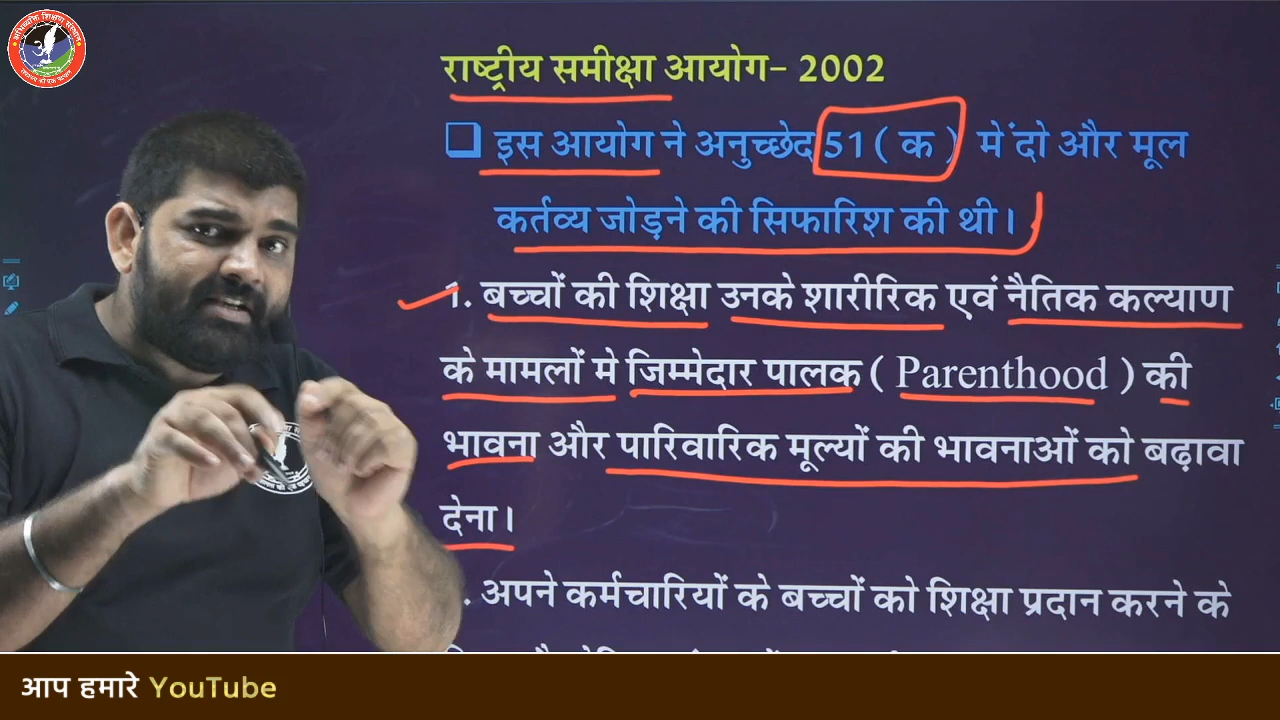 राष्ट्रीय समीक्षा आयोग- 2002
❑ इस आयोग ने अनुच्छेद 51 ( क ) में दो और मूल
कर्तव्य जोड़ने की सिफारिश की थी।
1. बच्चों की शिक्षा उनके शारीरिक एवं नैतिक कल्याण
के मामलों मे जिम्मेदार पालक ( Parenthood ) की
भावना और पारिवारिक मूल्यों की भावनाओं को बढ़ावा
देना।
. अपने कर्मचारियों के बच्चों को शिक्षा प्रदान करने के
आप हमारे YouTube